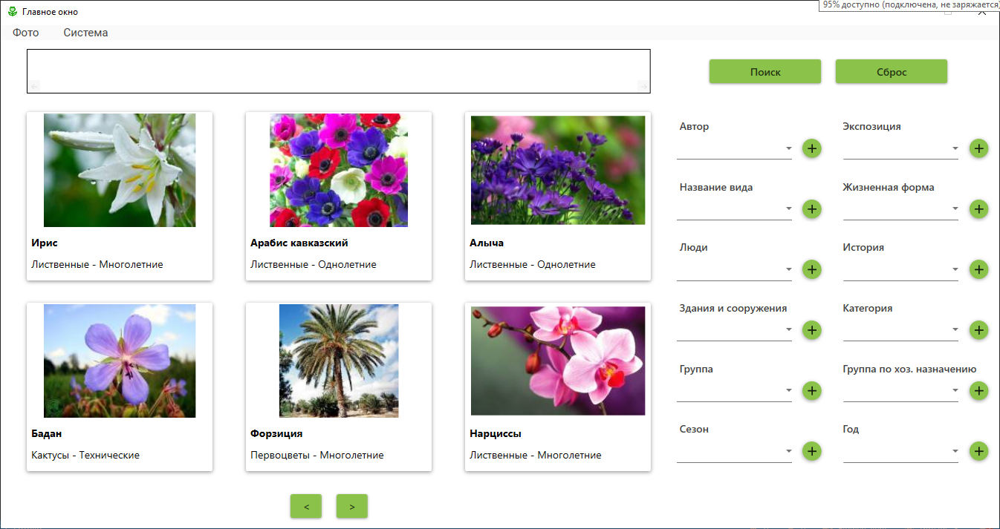 Главное окно
95% доступно (подключена, не заряжается)
Фото Система
Поиск Сброс
Автор Экспозиция
Название вида Жизненная форма
Люди История
Здания и сооружения Категория
Группа Группа по хоз. назначению
Сезон Год
Ирис
Лиственные - Многолетние
Арабис кавказский
Лиственные - Однолетние
Алыча
Лиственные - Однолетние
Бадан
Кактусы - Технические
Форзиция
Первоцветы - Многолетние
Нарциссы
Лиственные - Многолетние
< >